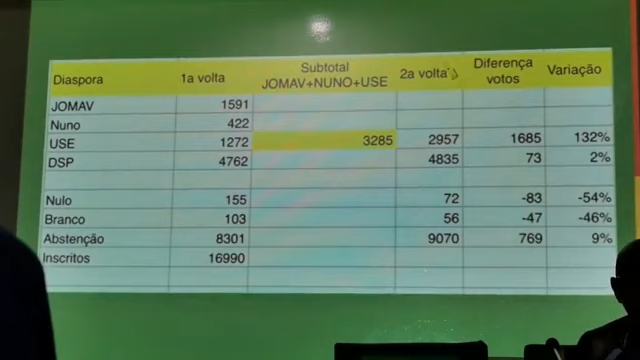 Diaspora 1a volta Subtotal JOMAV+NUNO+USE 2a volta Diferença votos Variação
JOMAV 1591
Nuno 422
USE 1272 3285 2957 1685 132%
DSP 4762 4835 73 2%
Nulo 155 72 -83 -54%
Branco 103 56 -47 -46%
Abstenção 8301 9070 769 9%
Inscritos 16990